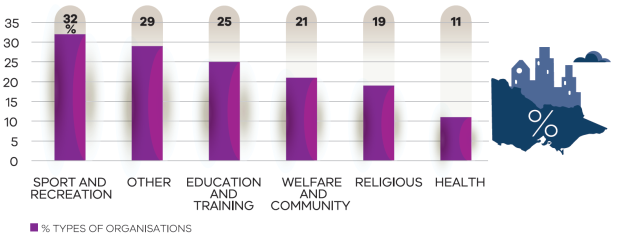 32
%
29
25
21
19
11
35
30
25
20
15
10
5
0
SPORT AND
RECREATION
OTHER
EDUCATION
AND
TRAINING
WELFARE
AND
COMMUNITY
RELIGIOUS
HEALTH
%
% TYPES OF ORGANISATIONS